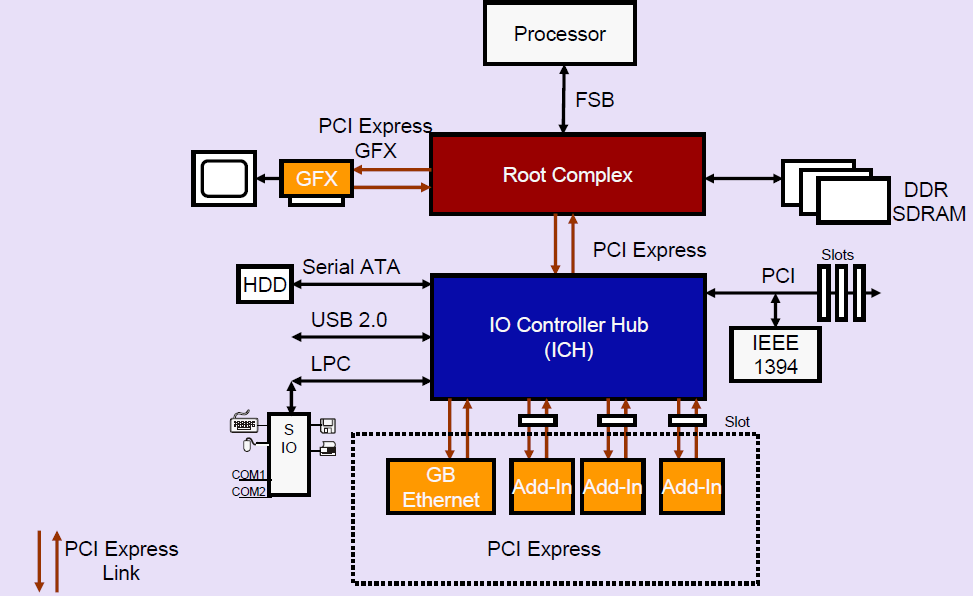 Processor
FSB
PCI Express
GFX
GFX
Root Complex
DDR
SDRAM
PCI Express
Serial ATA
HDD
USB 2.0
LPC
IO Controller Hub
(ICH)
PCI
Slots
IEEE
1394
S
IO
COM1
COM2
Slot
GB
Ethernet
Add-In
Add-In
Add-In
PCI Express
PCI Express
Link